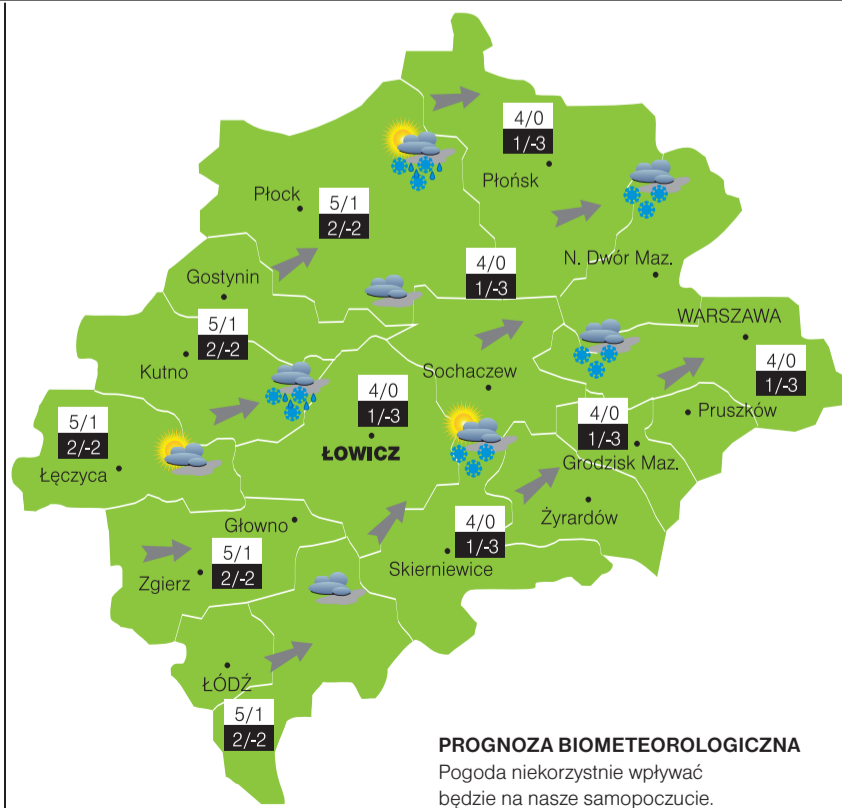 4/0
1/-3
Płońsk
Płock
5/1
2/-2
N. Dwór Maz.
4/0
1/-3
Gostynin
5/1
2/-2
Kutno
WARSZAWA
4/0
1/-3
Sochaczew
4/0
1/-3
ŁOWICZ
Pruszków
4/0
1/-3
Grodzisk Maz.
5/1
2/-2
Łęczyca
Żyrardów
Głowno
4/0
1/-3
Skierniewice
5/1
2/-2
Zgierz
ŁÓDŹ
5/1
2/-2
PROGNOZA BIOMETEOROLOGICZNA
Pogoda niekorzystnie wpływać
będzie na nasze samopoczucie.